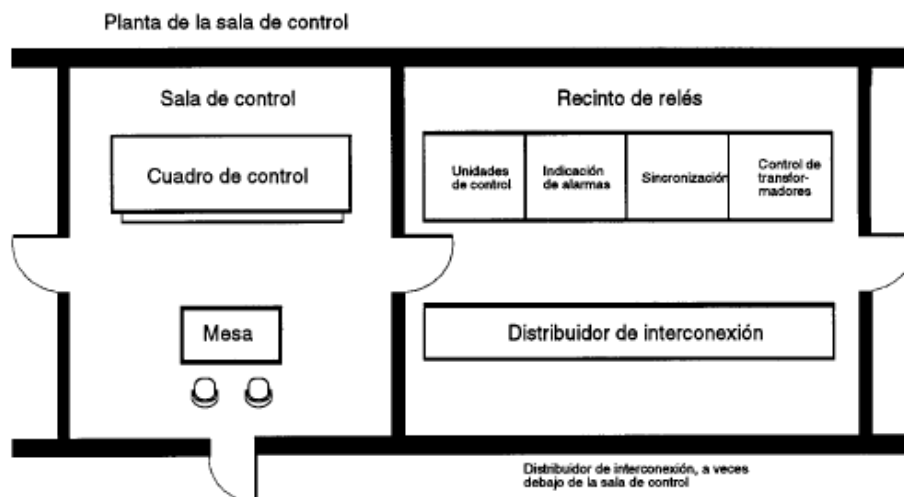 Planta de la sala de control
Sala de control
Recinto de relés
Cuadro de control
Unidades
de control
Indicación
de alarmas
Sincronización
Control de
transfor-
madores
Mesa
Distribuidor de interconexión
Distribuidor de interconexión, a veces
debajo de la sala de control